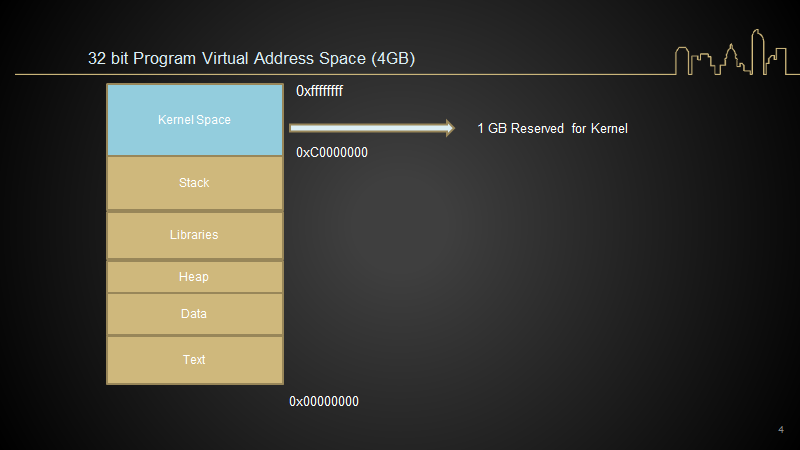 32 bit Program Virtual Address Space (4GB)
0xffffffff
Kernel Space
1 GB Reserved for Kernel
0xC0000000
Stack
Libraries
Heap
Data
Text
0x00000000
4